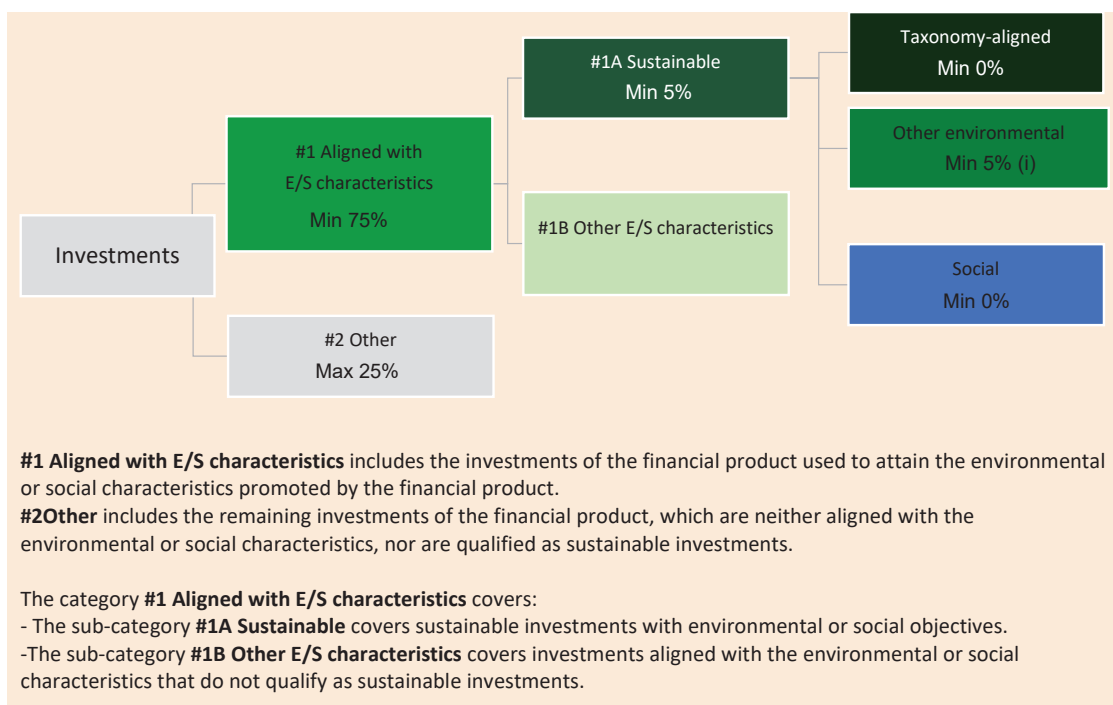 Investments
#1 Aligned with
E/S characteristics
Min 75%
#2 Other
Max 25%
#1A Sustainable
Min 5%
#1B Other E/S characteristics
Taxonomy-aligned
Min 0%
Other environmental
Min 5% (i)
Social
Min 0%
#1 Aligned with E/S characteristics includes the investments of the financial product used to attain the environmental
or social characteristics promoted by the financial product.
#2Other includes the remaining investments of the financial product, which are neither aligned with the
environmental or social characteristics, nor are qualified as sustainable investments.
The category #1 Aligned with E/S characteristics covers:
- The sub-category #1A Sustainable covers sustainable investments with environmental or social objectives.
-The sub-category #1B Other E/S characteristics covers investments aligned with the environmental or social
characteristics that do not qualify as sustainable investments.